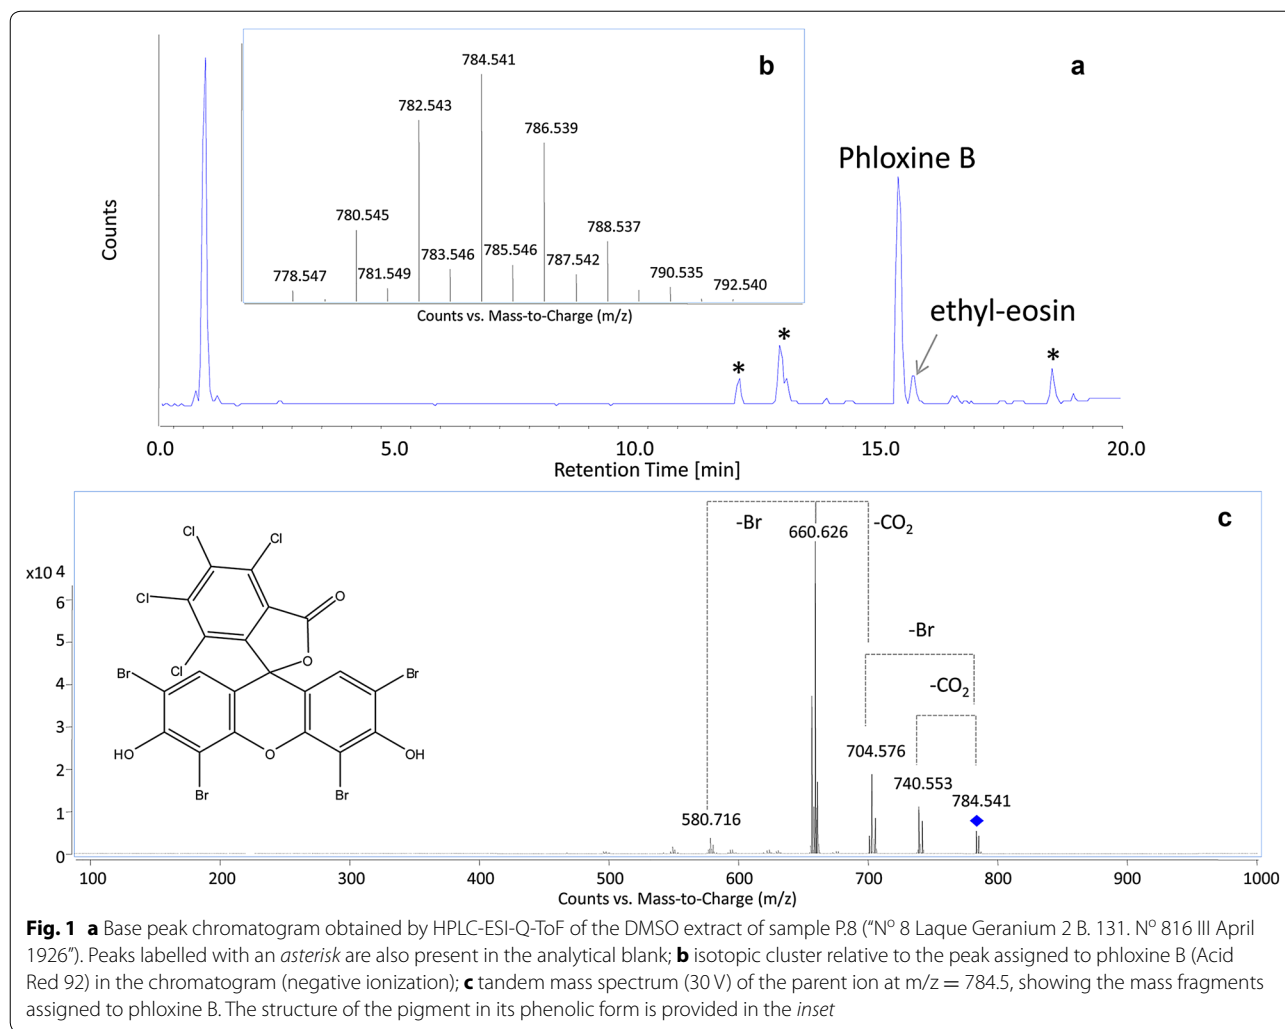 b
a
784.541
782.543
786.539
780.545
788.537
783.546
785.546
787.542
778.547
781.549
790.535
792.540
Counts vs. Mass-to-Charge (m/z)
Counts
Phloxine B
ethyl-eosin
*
*
*
0.0
5.0
10.0
15.0
20.0
Retention Time [min]
c
-Br
-CO2
660.626
-Br
-CO2
704.576
740.553
784.541
580.716
x10 4
6
5
4
3
2
1
0
Cl
Cl
Cl
O
Cl
O
Br
Br
HO
O
OH
Br
Br
100
200
300
400
500
600
700
800
900
1000
Counts vs. Mass-to-Charge (m/z)
Fig. 1 a Base peak chromatogram obtained by HPLC-ESI-Q-ToF of the DMSO extract of sample P.8 ("Nº 8 Laque Geranium 2 B. 131. Nº 816 III April
1926"). Peaks labelled with an asterisk are also present in the analytical blank; b isotopic cluster relative to the peak assigned to phloxine B (Acid
Red 92) in the chromatogram (negative ionization); c tandem mass spectrum (30 V) of the parent ion at m/z = 784.5, showing the mass fragments
assigned to phloxine B. The structure of the pigment in its phenolic form is provided in the inset